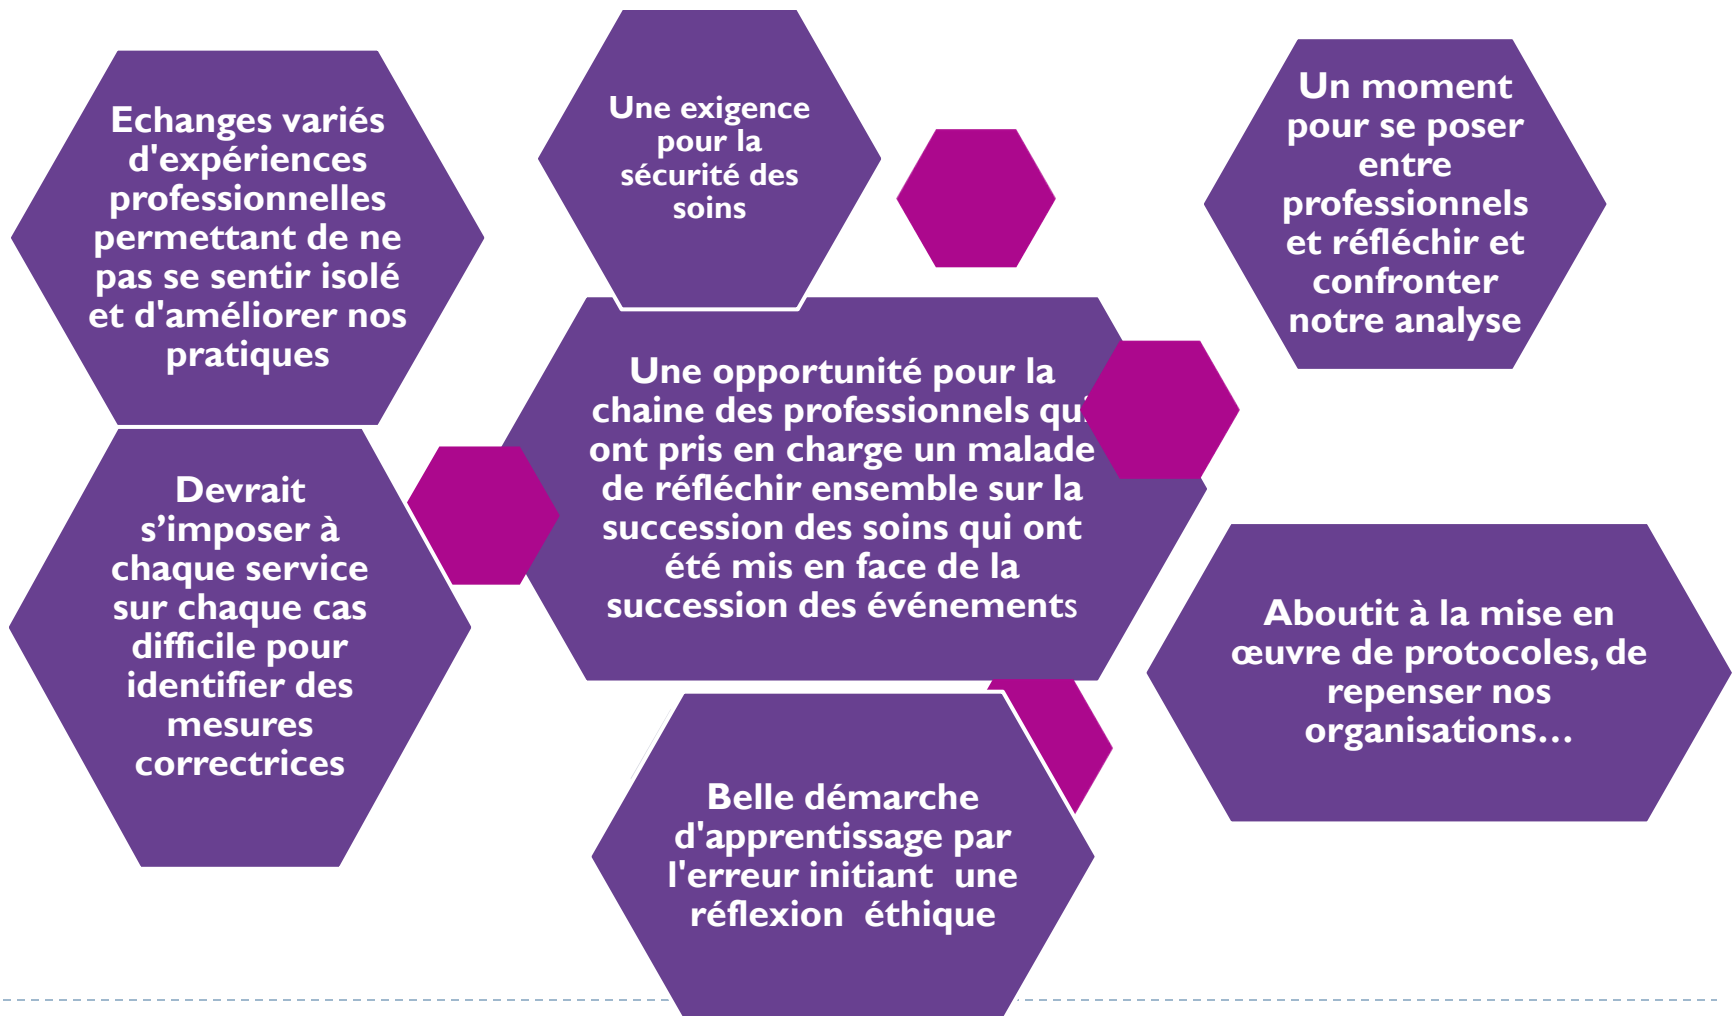 Echanges variés
d'expériences
professionnelles
permettant de ne
pas se sentir isolé
et d'améliorer nos
pratiques
Une exigence
pour la
sécurité des
soins
Un moment
pour se poser
entre
professionnels
et réfléchir et
confronter
notre analyse
Une opportunité pour la
chaine des professionnels qui
ont pris en charge un malade
de réfléchir ensemble sur la
succession des soins qui ont
été mis en face de la
succession des événements
Devrait
s’imposer à
chaque service
sur chaque cas
difficile pour
identifier des
mesures
correctrices
Aboutit à la mise en
œuvre de protocoles, de
repenser nos
organisations…
Belle démarche
d'apprentissage par
l'erreur initiant une
réflexion éthique